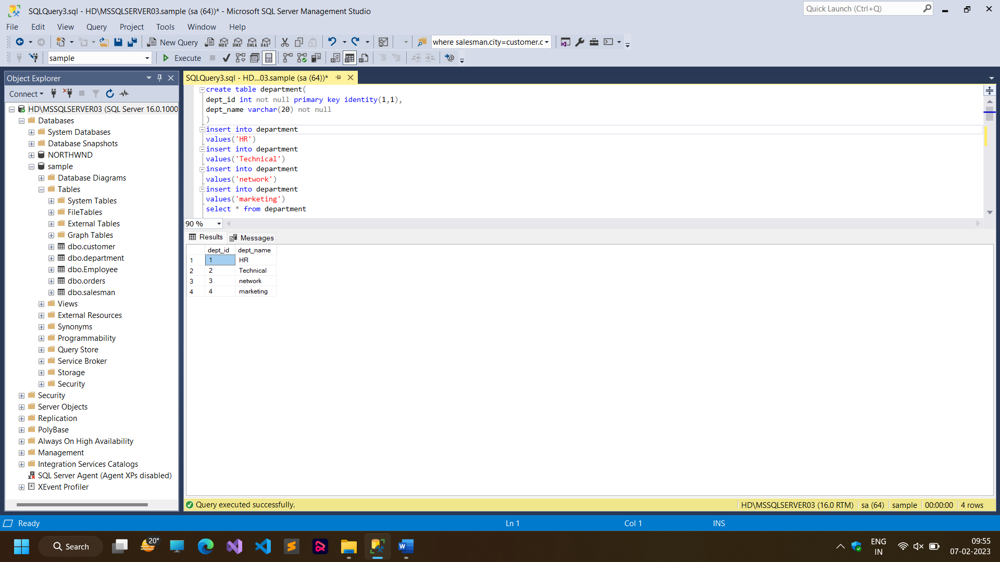 SQLQuery3.sql - HD\MSSQLSERVER03.sample (sa (64))* - Microsoft SQL Server Management Studio
Quick Launch (Ctrl+Q)
File Edit View Query Project Tools Window Help
New Query MDX DMX XMLA DAX where salesman.city=customer.c
sample Execute
Object Explorer
Connect
HD\MSSQLSERVER03 (SQL Server 16.0.1000
Databases
System Databases
Database Snapshots
NORTHWND
sample
Database Diagrams
Tables
System Tables
FileTables
External Tables
Graph Tables
dbo.customer
dbo.department
dbo.Employee
dbo.orders
dbo.salesman
Views
External Resources
Synonyms
Programmability
Query Store
Service Broker
Storage
Security
Security
Server Objects
Replication
PolyBase
Always On High Availability
Management
Integration Services Catalogs
SQL Server Agent (Agent XPs disabled)
XEvent Profiler
SQLQuery3.sql - HD...03.sample (sa (64))*
create table department(
dept_id int not null primary key identity(1,1),
dept_name varchar(20) not null
)
insert into department
values('HR')
insert into department
values('Technical')
insert into department
values('network')
insert into department
values('marketing')
select * from department
90 %
Results Messages
dept_id dept_name
1 1 HR
2 2 Technical
3 3 network
4 4 marketing
Query executed successfully. HD\MSSQLSERVER03 (16.0 RTM) sa (64) sample 00:00:00 4 rows
Ready Ln 1 Col 1 INS
Search 20° ENG IN 09:55 07-02-2023